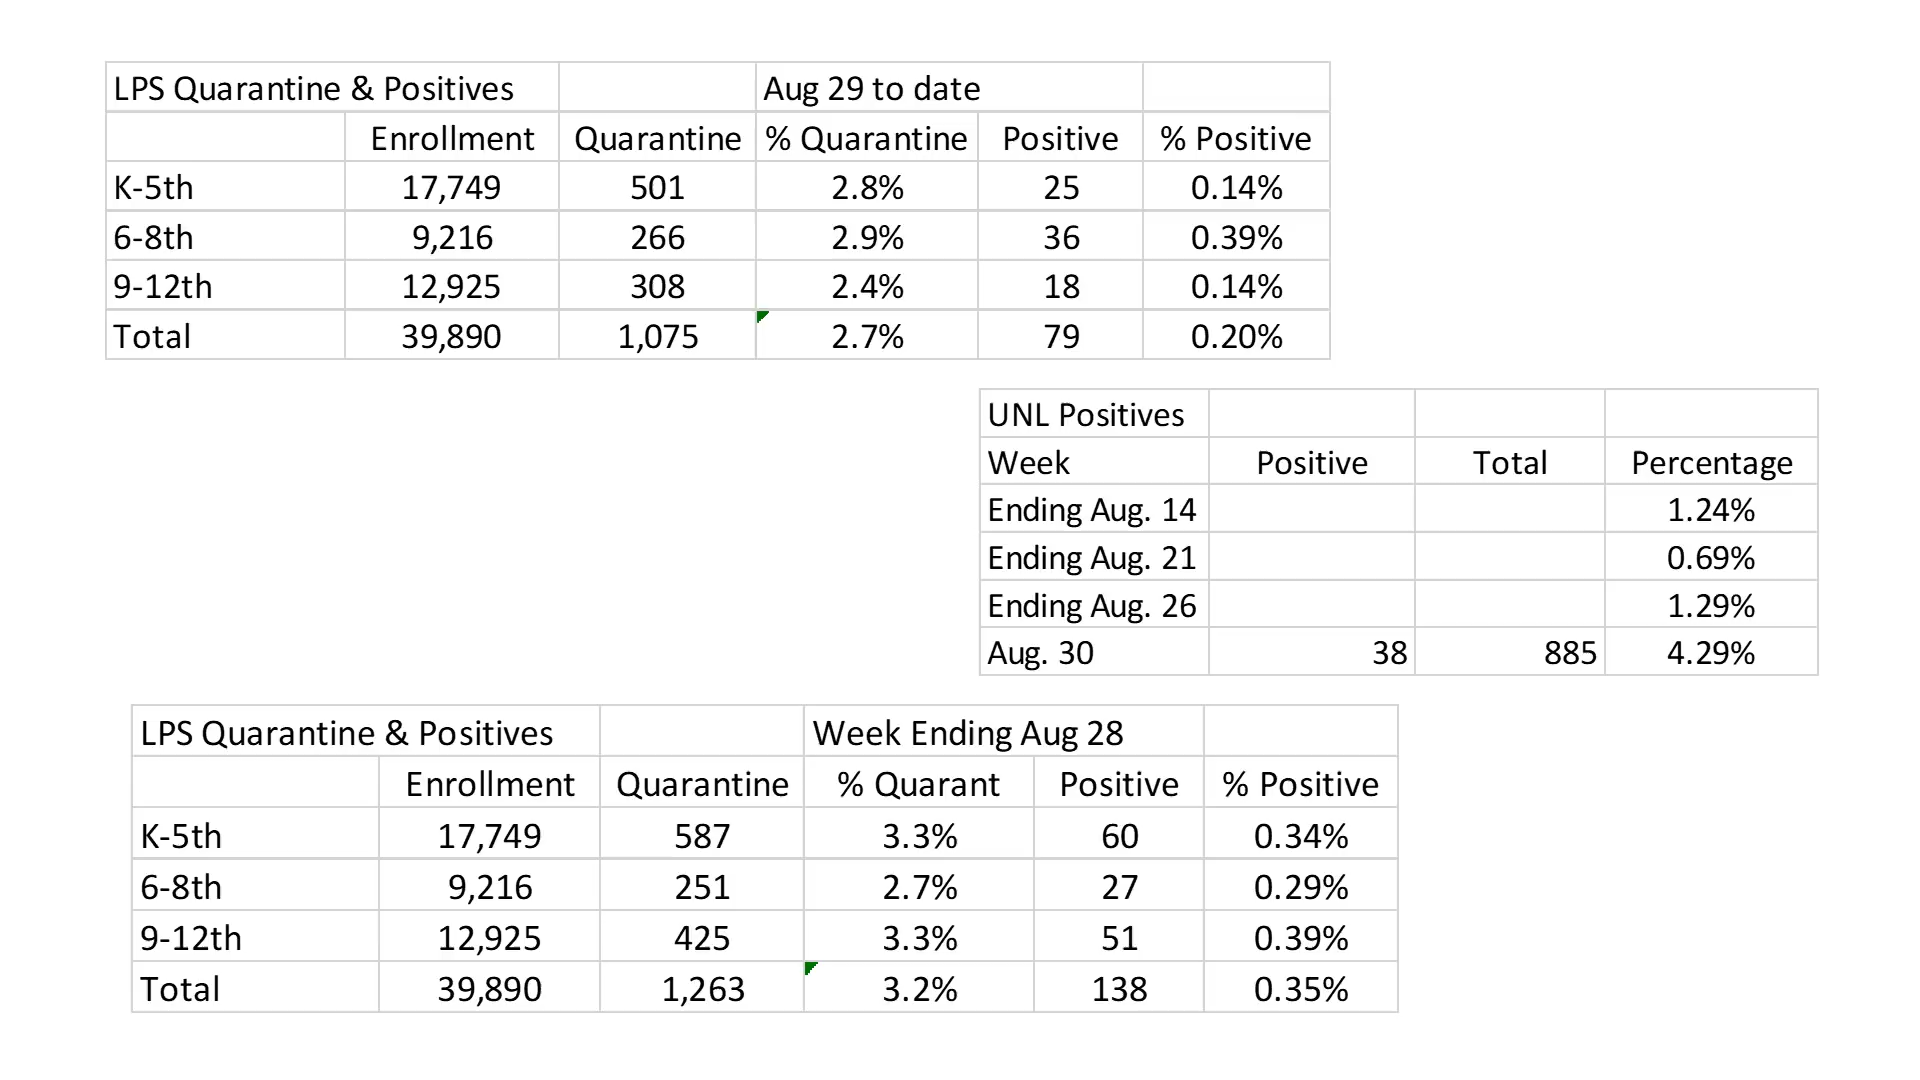 LPS Quarantine & Positives Aug 29 to date
Enrollment Quarantine % Quarantine Positive % Positive
K-5th 17,749 501 2.8% 25 0.14%
6-8th 9,216 266 2.9% 36 0.39%
9-12th 12,925 308 2.4% 18 0.14%
Total 39,890 1,075 2.7% 79 0.20%
UNL Positives
Week Positive Total Percentage
Ending Aug. 14 1.24%
Ending Aug. 21 0.69%
Ending Aug. 26 1.29%
Aug. 30 38 885 4.29%
LPS Quarantine & Positives Week Ending Aug 28
Enrollment Quarantine % Quarant Positive % Positive
K-5th 17,749 587 3.3% 60 0.34%
6-8th 9,216 251 2.7% 27 0.29%
9-12th 12,925 425 3.3% 51 0.39%
Total 39,890 1,263 3.2% 138 0.35%